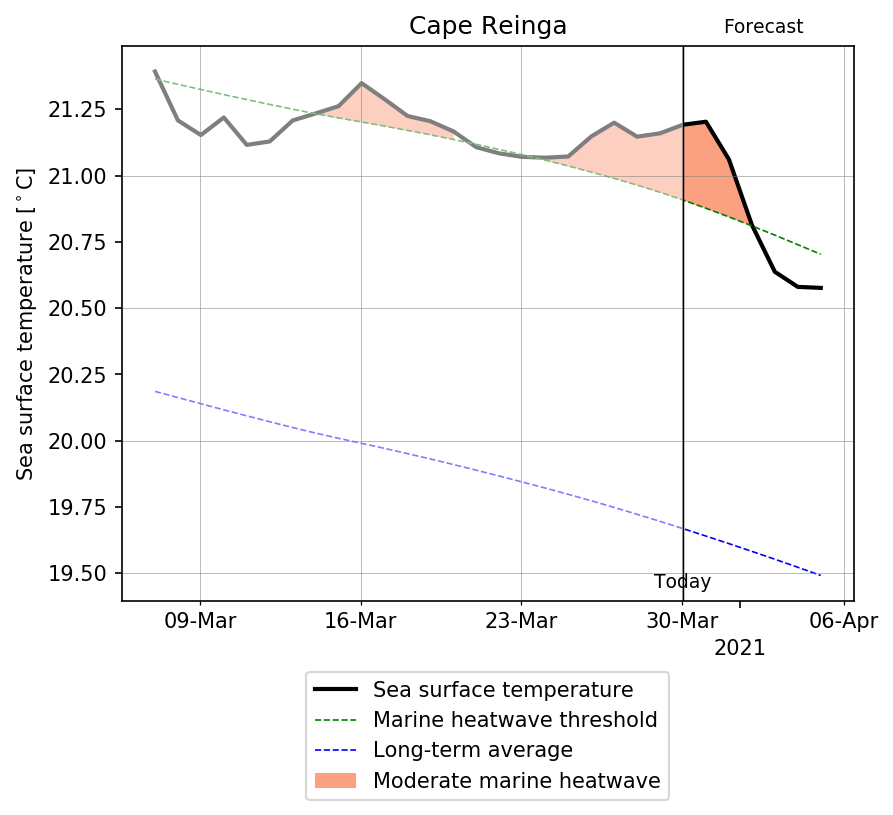 Cape Reinga
Forecast
Sea surface temperature [°C]
21.25
21.00
20.75
20.50
20.25
20.00
19.75
19.50
Today
09-Mar 16-Mar 23-Mar 30-Mar 06-Apr
2021
Sea surface temperature
Marine heatwave threshold
Long-term average
Moderate marine heatwave